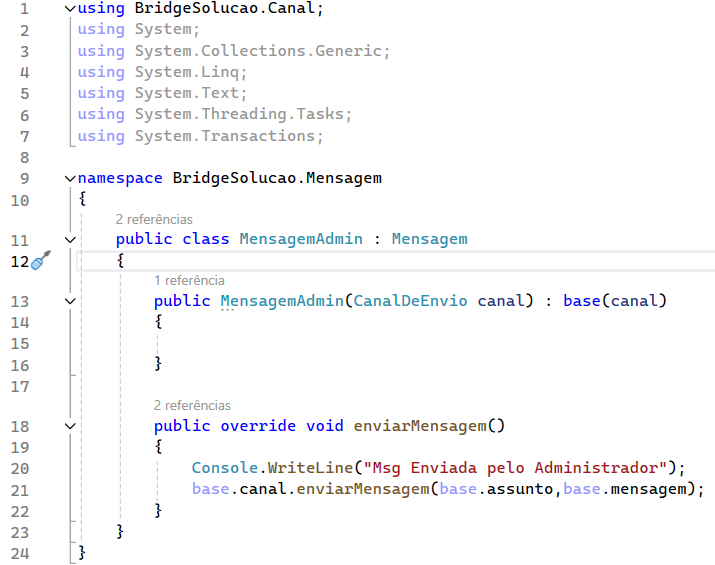 1 using BridgeSolucao.Canal;
2 using System;
3 using System.Collections.Generic;
4 using System.Linq;
5 using System.Text;
6 using System.Threading.Tasks;
7 using System.Transactions;
8
9 namespace BridgeSolucao.Mensagem
10 {
2 referências
11 public class MensagemAdmin : Mensagem
12 {
1 referência
13 public MensagemAdmin(CanalDeEnvio canal) : base(canal)
14 {
15
16 }
17
2 referências
18 public override void enviarMensagem()
19 {
20 Console.WriteLine("Msg Enviada pelo Administrador");
21 base.canal.enviarMensagem(base.assunto,base.mensagem);
22 }
23 }
24 }